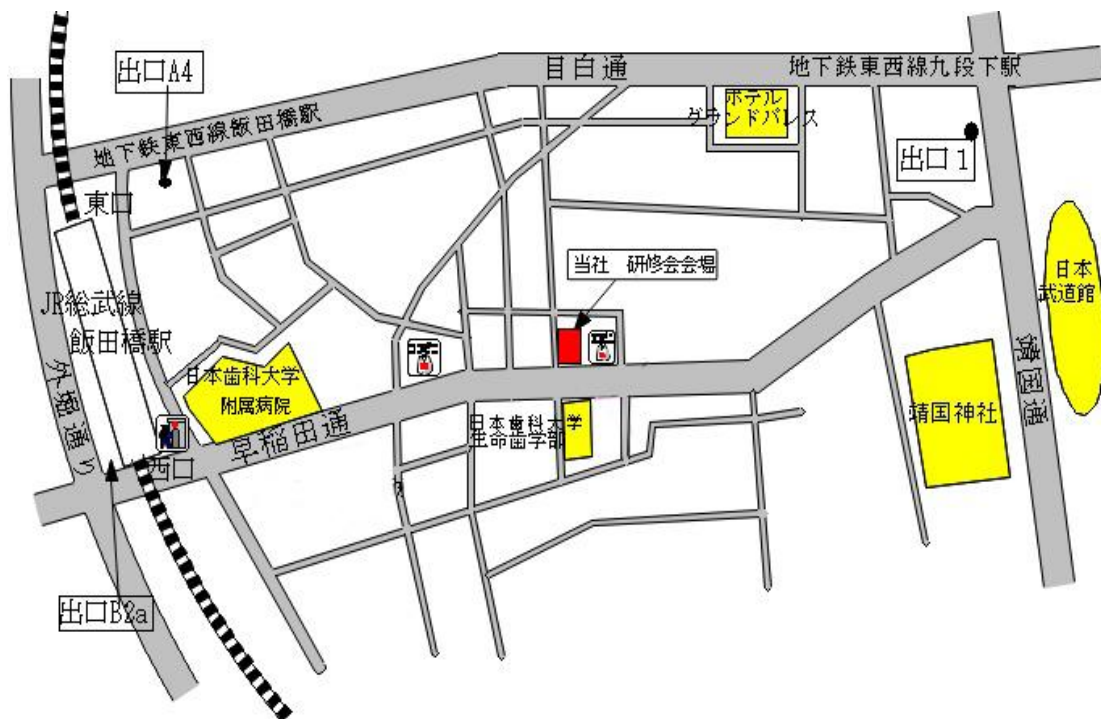 出口A4
目白通
地下鉄東西線九段下駅
ホテル
グランドパレス
地下鉄東西線飯田橋駅
出口１
東口
当社　研修会会場
日本
武道館
JR総武線
飯田橋駅
外堀通り
日本歯科大学
附属病院
早稲田通
日本歯科大学
生命歯学部
靖国神社
靖国通
西口
出口B2a